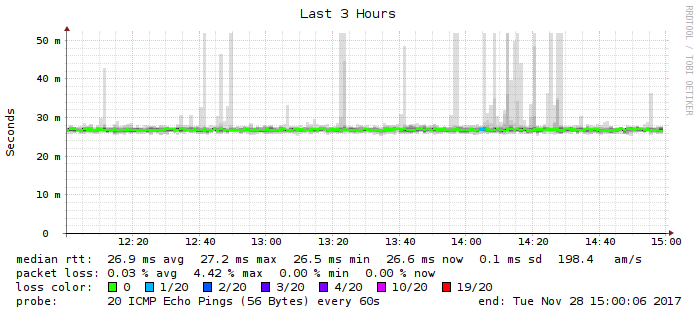 Last 3 Hours
RRDTOOL / TOBI OETIKER
Seconds
50 m
40 m
30 m
20 m
10 m
0
12:20 12:40 13:00 13:20 13:40 14:00 14:20 14:40 15:00
median rtt: 26.9 ms avg 27.2 ms max 26.5 ms min 26.6 ms now 0.1 ms sd 198.4 am/s
packet loss: 0.03 % avg 4.42 % max 0.00 % min 0.00 % now
loss color: 0 1/20 2/20 3/20 4/20 10/20 19/20
probe: 20 ICMP Echo Pings (56 Bytes) every 60s end: Tue Nov 28 15:00:06 2017